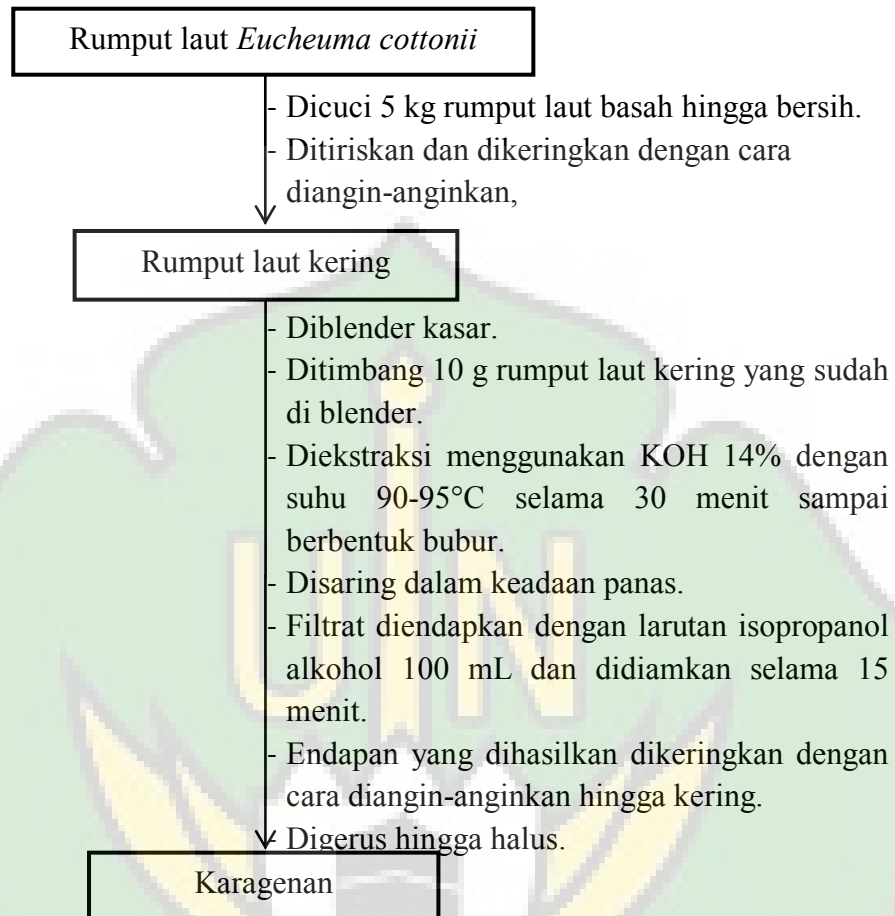 Rumput laut Eucheuma cottonii
- Dicuci 5 kg rumput laut basah hingga bersih.
- Ditiriskan dan dikeringkan dengan cara
diangin-anginkan,
Rumput laut kering
- Diblender kasar.
- Ditimbang 10 g rumput laut kering yang sudah
di blender.
- Diekstraksi menggunakan KOH 14% dengan
suhu 90-95°C selama 30 menit sampai
berbentuk bubur.
- Disaring dalam keadaan panas.
- Filtrat diendapkan dengan larutan isopropanol
alkohol 100 mL dan didiamkan selama 15
menit.
- Endapan yang dihasilkan dikeringkan dengan
cara diangin-anginkan hingga kering.
- Digerus hingga halus.
Karagenan
UIN